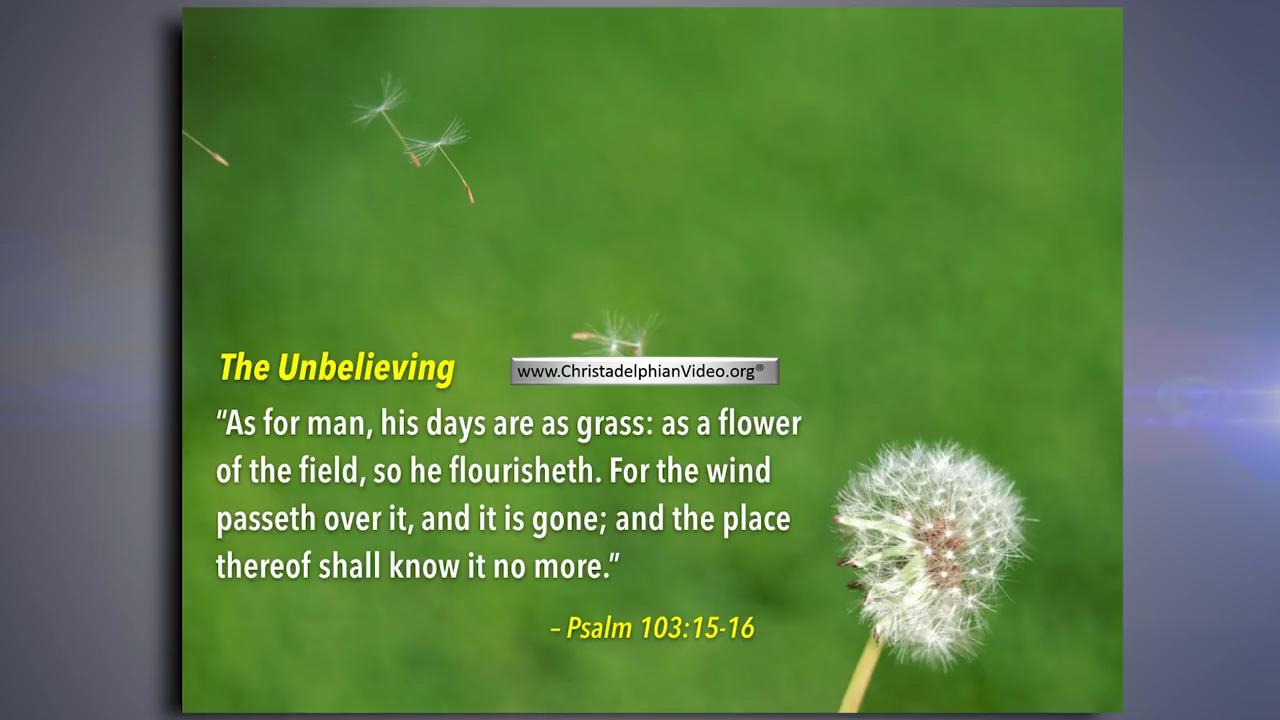 The Unbelieving
www.ChristadelphianVideo.org®
“As for man, his days are as grass: as a flower
of the field, so he flourisheth. For the wind
passeth over it, and it is gone; and the place
thereof shall know it no more.”
– Psalm 103:15-16